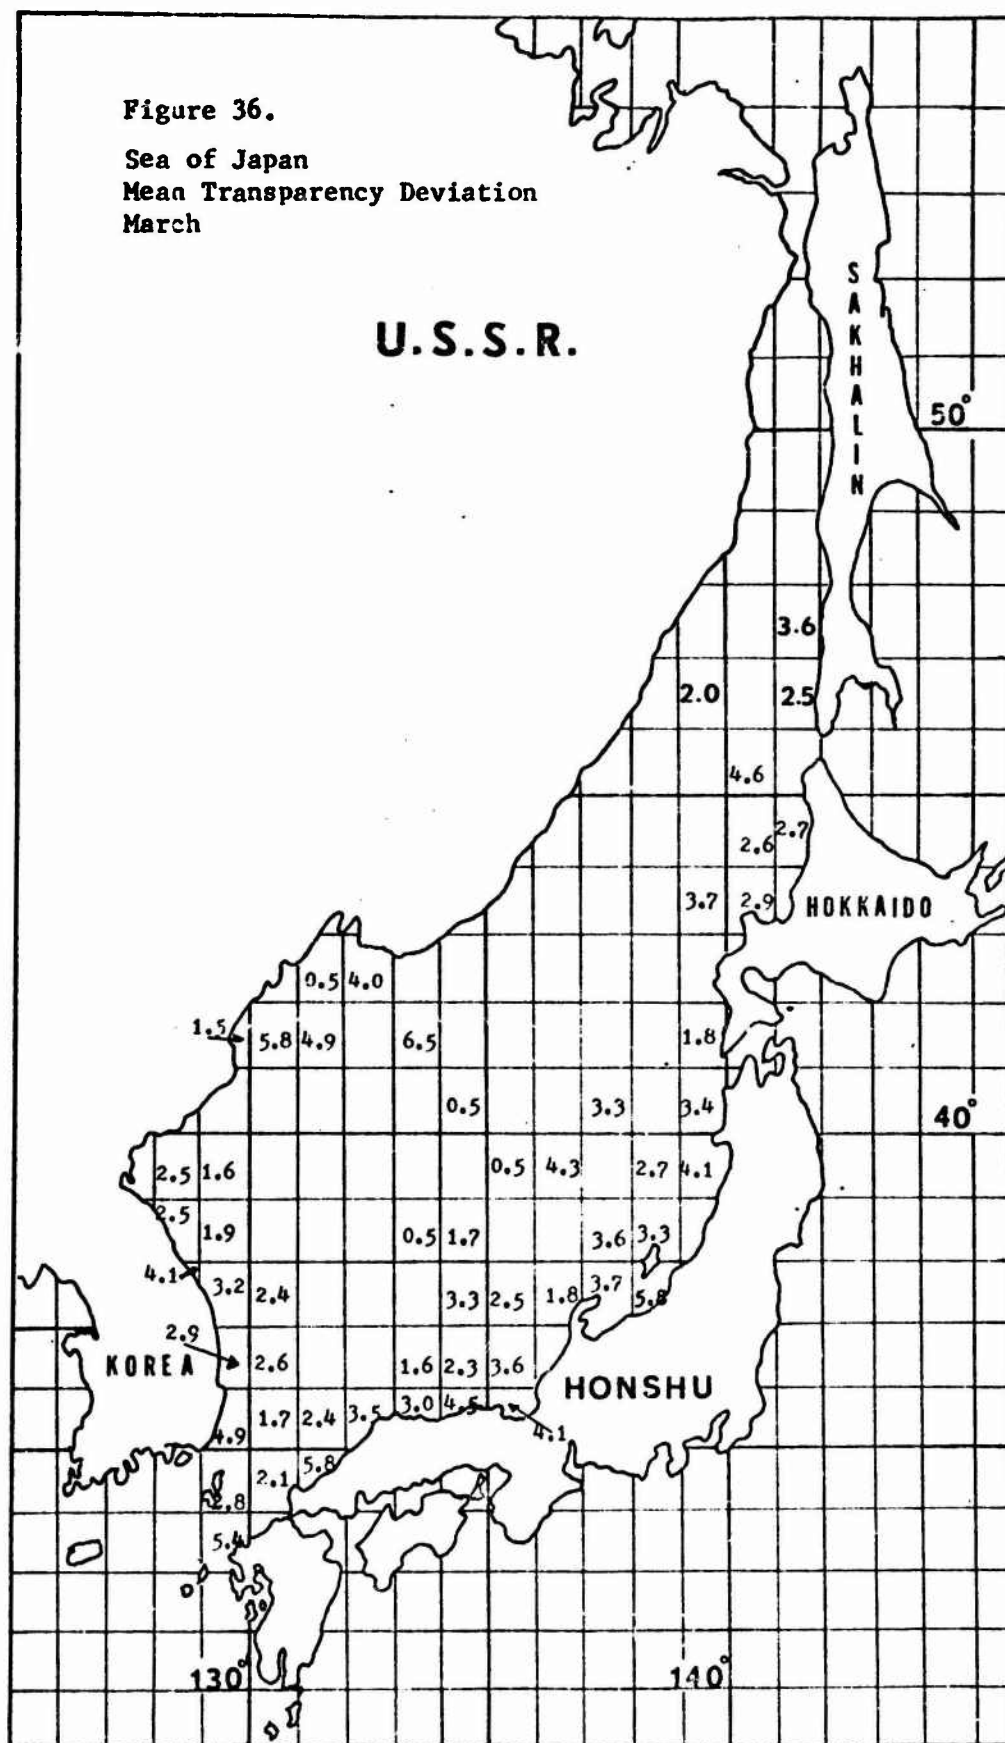 Figure 36.
Sea of Japan
Mean Transparency Deviation
March
U.S.S.R.
SAKHALIN
50°
3.6
2.0 2.5
4.6
2.7
2.6
3.7 2.9 HOKKAIDO
0.5 4.0
1.5 5.8 4.9 6.5 1.8
0.5 3.3 3.4 40°
2.5 1.6 0.5 4.3 2.7 4.1
2.5
1.9 0.5 1.7 3.6 3.3
4.1 3.2 2.4 3.3 2.5 1.8 3.7 5.8
2.9
KOREA 2.6 1.6 2.3 3.6
HONSHU
4.9 1.7 2.4 3.5 3.0 4.5 4.1
2.1 5.8
2.8
5.4
130° 140°